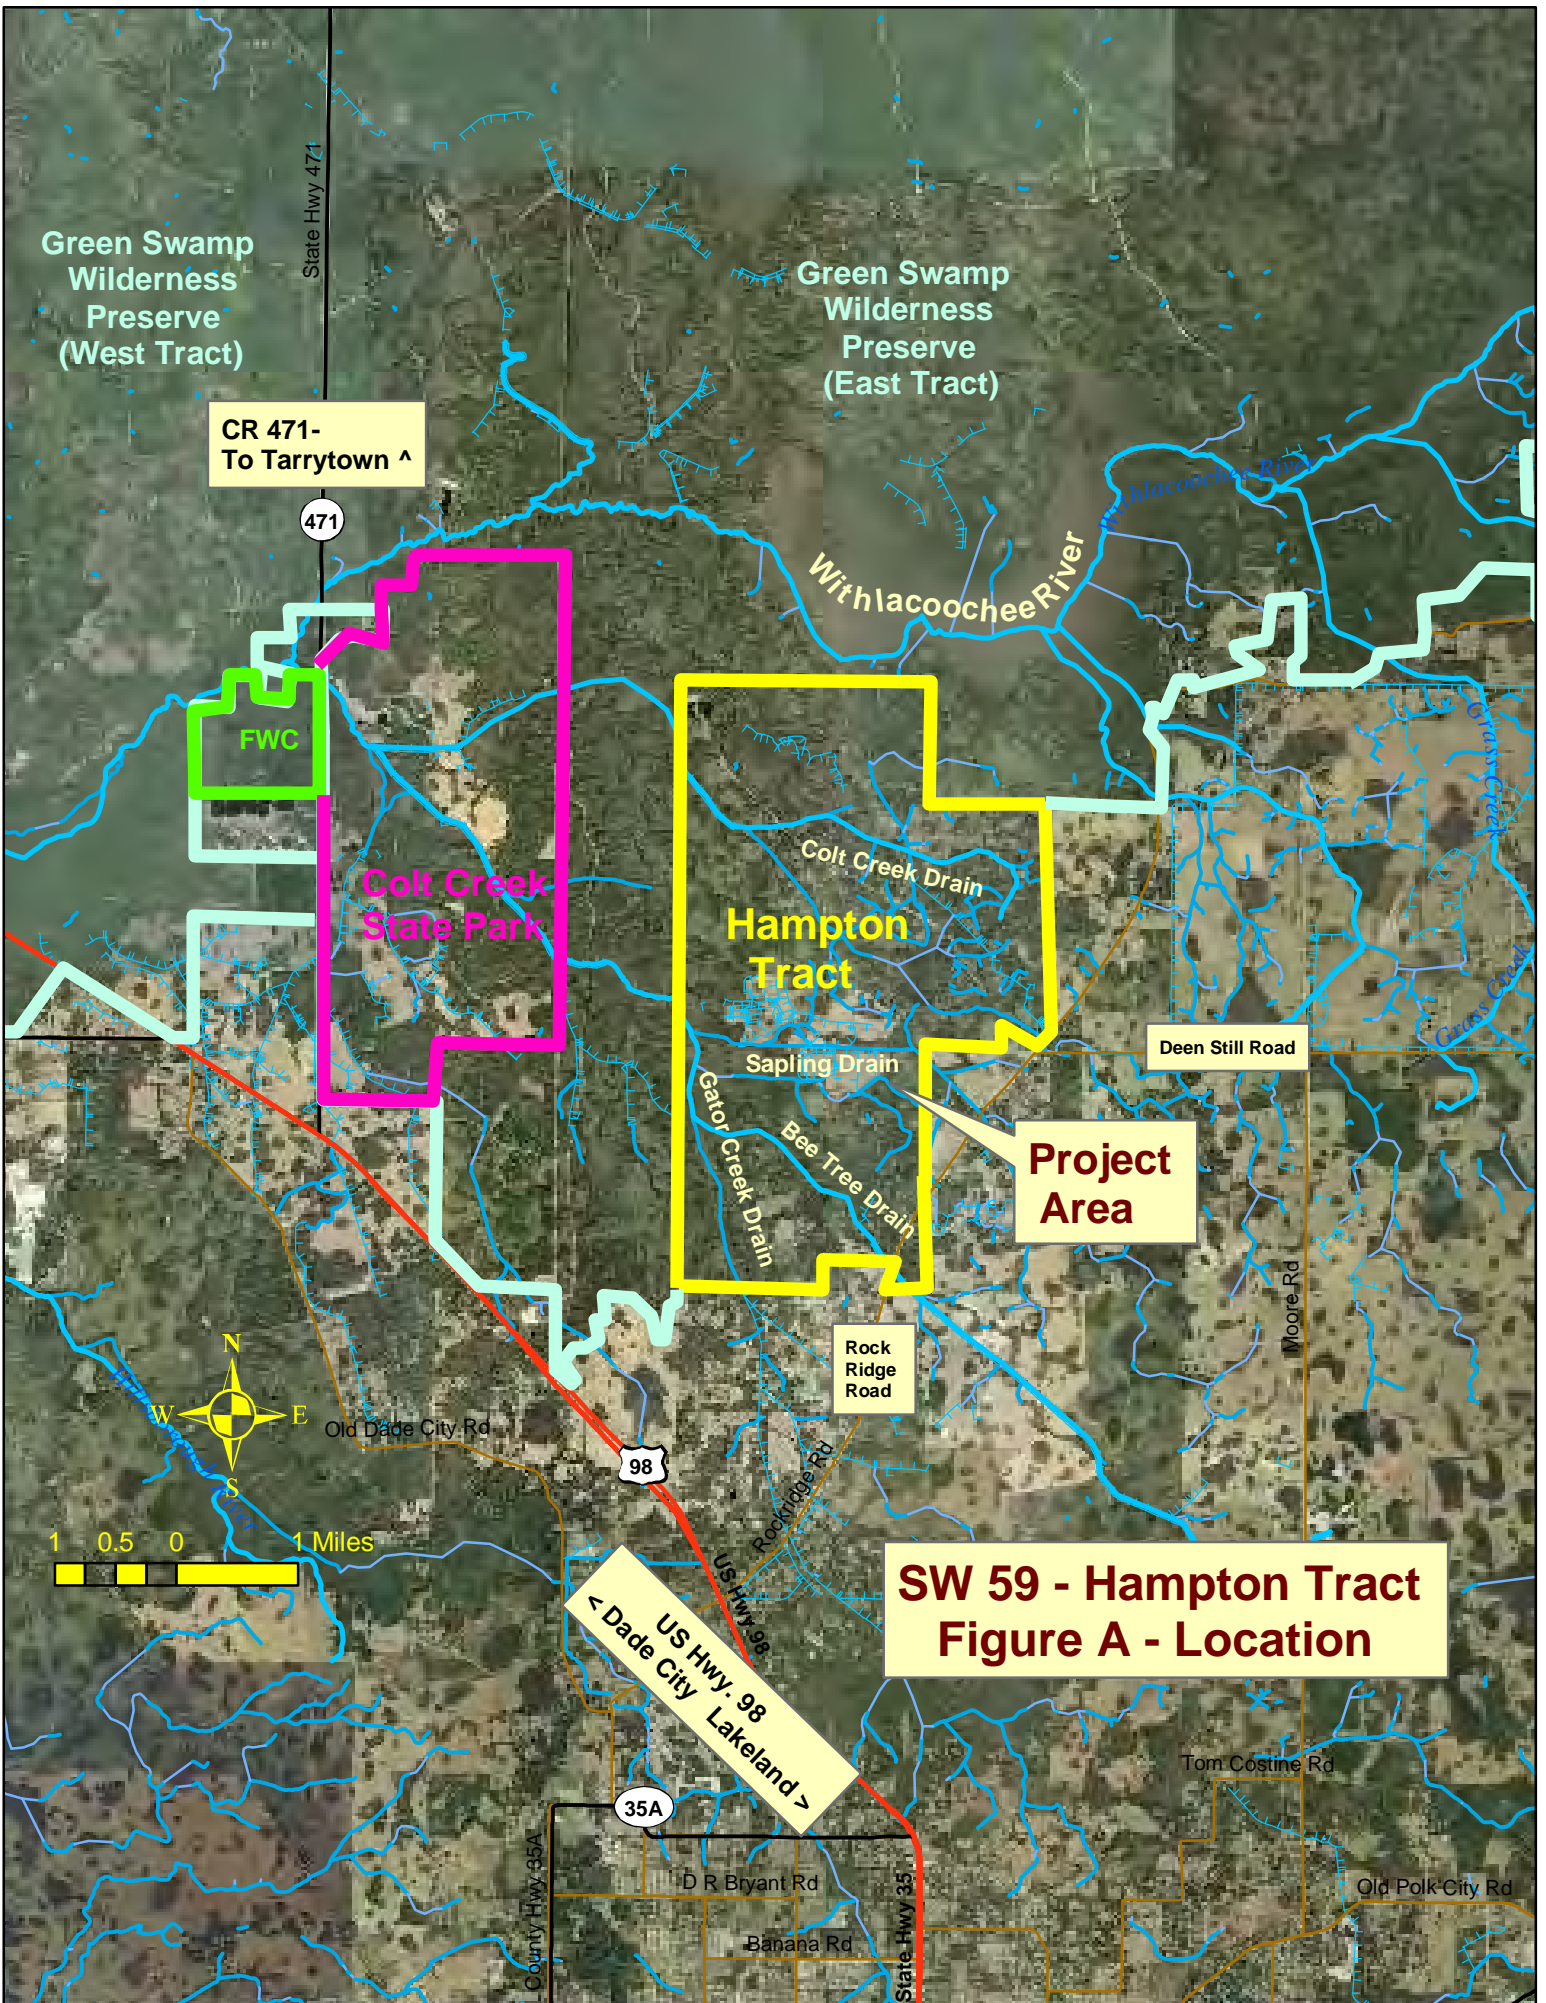 State Hwy 471
Green Swamp
Wilderness
Preserve
(West Tract)
Green Swamp
Wilderness
Preserve
(East Tract)
CR 471-
To Tarrytown ^
471
Withlacoochee River
Withlacoochee River
FWC
Colt Creek
State Park
Colt Creek Drain
Hampton
Tract
Grass Creek
Grass Creek
Deen Still Road
Sapling Drain
Gator Creek Drain
Bee Tree Drain
Project
Area
Moore Rd
Rock
Ridge
Road
N
W
E
S
Hillsborough River
Old Dade City Rd
98
Rockridge Rd
1 0.5 0 1 Miles
US Hwy 98
US Hwy. 98
< Dade City Lakeland >
SW 59 - Hampton Tract
Figure A - Location
Tom Costine Rd
35A
County Hwy 35A
D R Bryant Rd
State Hwy 35
Old Polk City Rd
Banana Rd